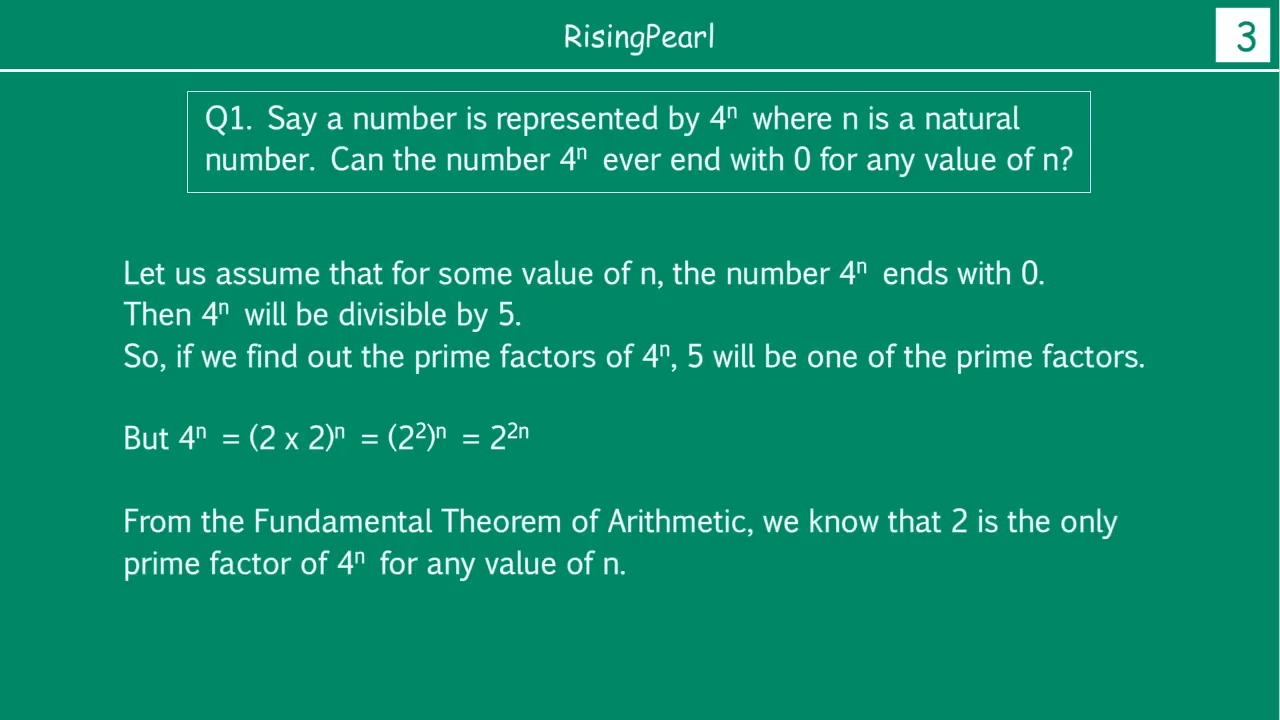 RisingPearl
3
Q1. Say a number is represented by 4ⁿ where n is a natural
number. Can the number 4ⁿ ever end with 0 for any value of n?
Let us assume that for some value of n, the number 4ⁿ ends with 0.
Then 4ⁿ will be divisible by 5.
So, if we find out the prime factors of 4ⁿ, 5 will be one of the prime factors.
But 4ⁿ = (2 x 2)ⁿ = (2²)ⁿ = 2²ⁿ
From the Fundamental Theorem of Arithmetic, we know that 2 is the only
prime factor of 4ⁿ for any value of n.